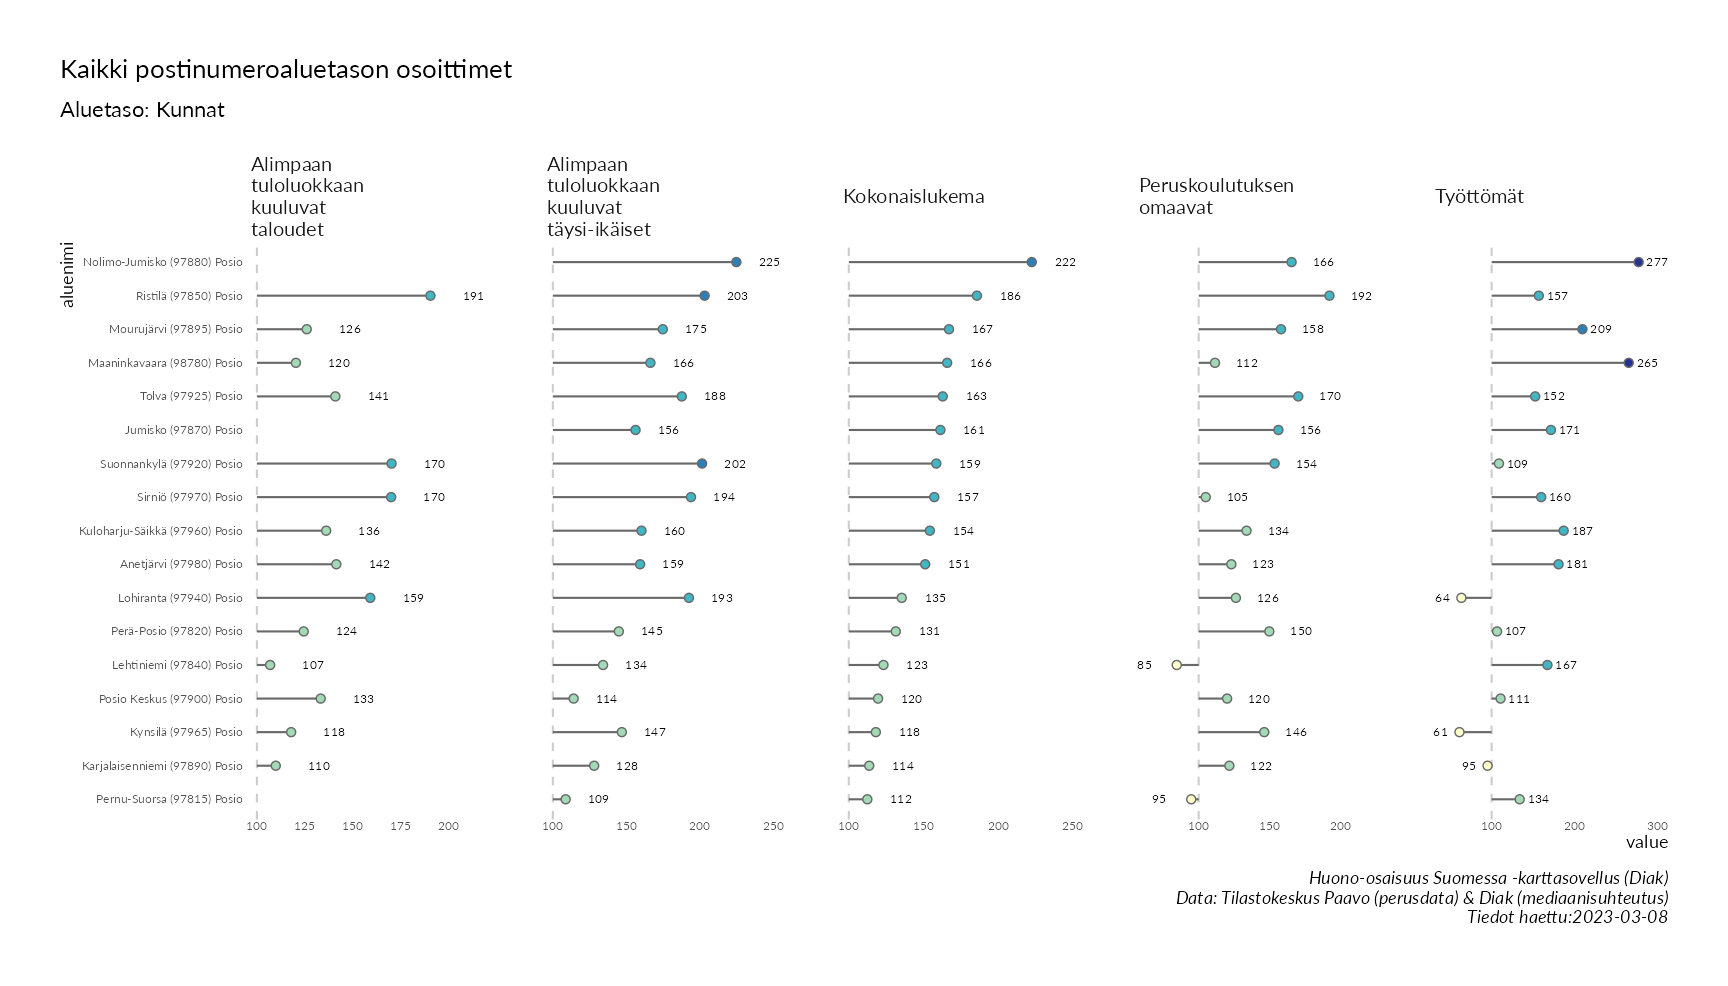 Kaikki postinumeroaluetason osoittimet
Aluetaso: Kunnat
Alimpaan
tuloluokkaan
kuuluvat
taloudet
Alimpaan
tuloluokkaan
kuuluvat
täysi-ikäiset
Kokonaislukema
Peruskoulutuksen
omaavat
Työttömät
aluenimi
Nolimo-Jumisko (97880) Posio 225 222 166 277
Ristilä (97850) Posio 191 203 186 192 157
Mourujärvi (97895) Posio 126 175 167 158 209
Maaninkavaara (98780) Posio 120 166 166 112 265
Tolva (97925) Posio 141 188 163 170 152
Jumisko (97870) Posio 156 161 156 171
Suonnankylä (97920) Posio 170 202 159 154 109
Sirniö (97970) Posio 170 194 157 105 160
Kuloharju-Säikkä (97960) Posio 136 160 154 134 187
Anetjärvi (97980) Posio 142 159 151 123 181
Lohiranta (97940) Posio 159 193 135 126 64
Perä-Posio (97820) Posio 124 145 131 150 107
Lehtiniemi (97840) Posio 107 134 123 85 167
Posio Keskus (97900) Posio 133 114 120 120 111
Kynsilä (97965) Posio 118 147 118 146 61
Karjalaisenniemi (97890) Posio 110 128 114 122 95
Pernu-Suorsa (97815) Posio 109 112 95 134
100 125 150 175 200 100 150 200 250 100 150 200 250 100 150 200 100 200 300
value
Huono-osaisuus Suomessa -karttasovellus (Diak)
Data: Tilastokeskus Paavo (perusdata) & Diak (mediaanisuhteutus)
Tiedot haettu:2023-03-08